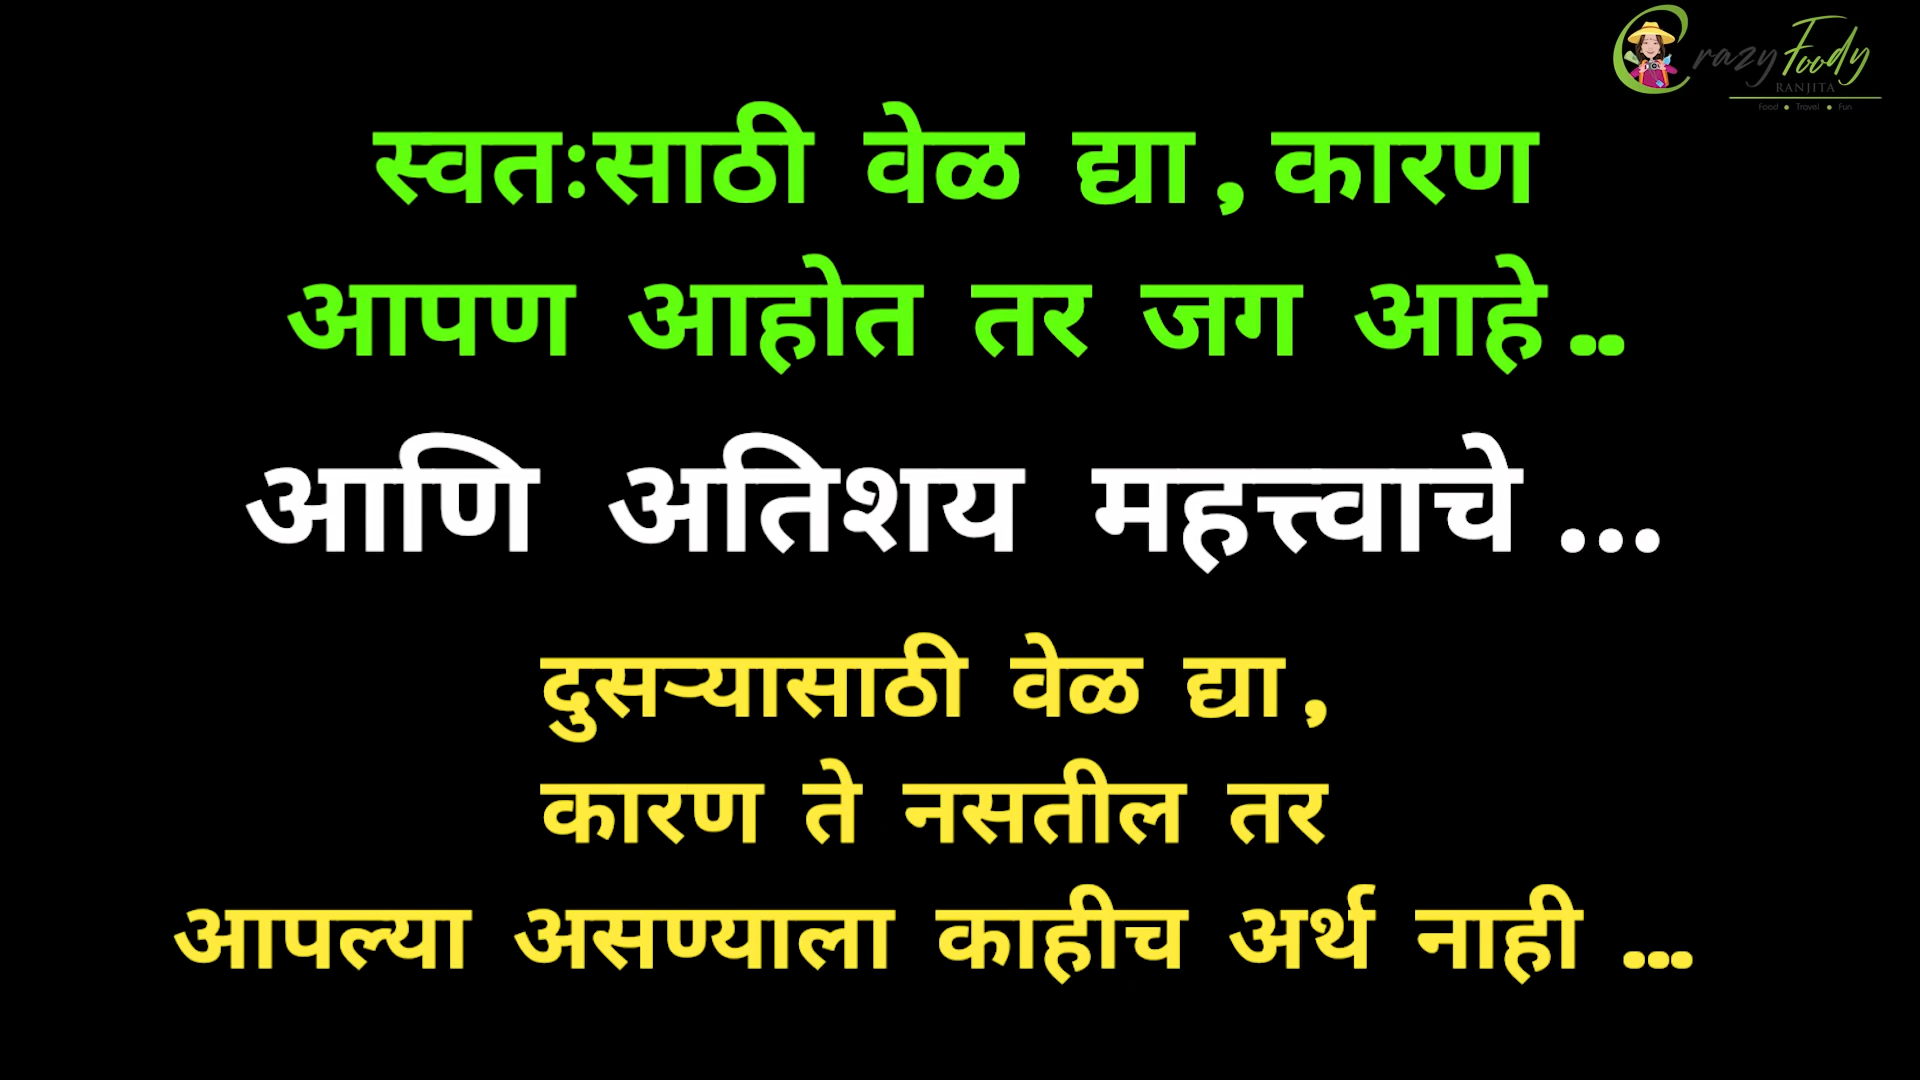 Crazy Foody
RANJITA
Food • Travel • Fun
स्वतःसाठी वेळ द्या , कारण
आपण आहोत तर जग आहे ..
आणि अतिशय महत्त्वाचे ...
दुसऱ्यासाठी वेळ द्या ,
कारण ते नसतील तर
आपल्या असण्याला काहीच अर्थ नाही ...